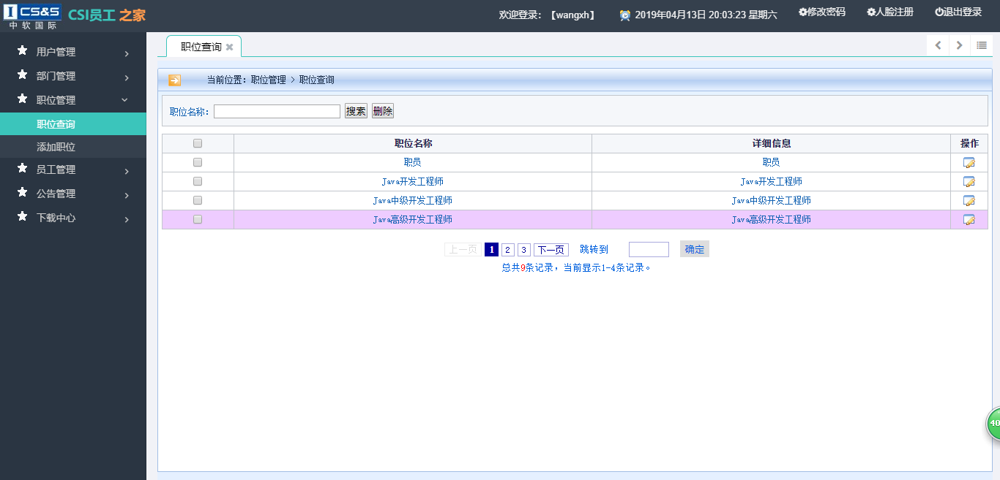 CS&S
中软国际
CSI员工之家
欢迎登录：【wangxh】
2019年04月13日 20:03:23 星期六
修改密码
人脸注册
退出登录
用户管理
部门管理
职位管理
职位查询
添加职位
员工管理
公告管理
下载中心
职位查询
当前位置：职位管理 > 职位查询
职位名称： 搜索 删除
职位名称 详细信息 操作
职员 职员
Java开发工程师 Java开发工程师
Java中级开发工程师 Java中级开发工程师
Java高级开发工程师 Java高级开发工程师
上一页 1 2 3 下一页 跳转到 确定
总共9条记录，当前显示1-4条记录。
40